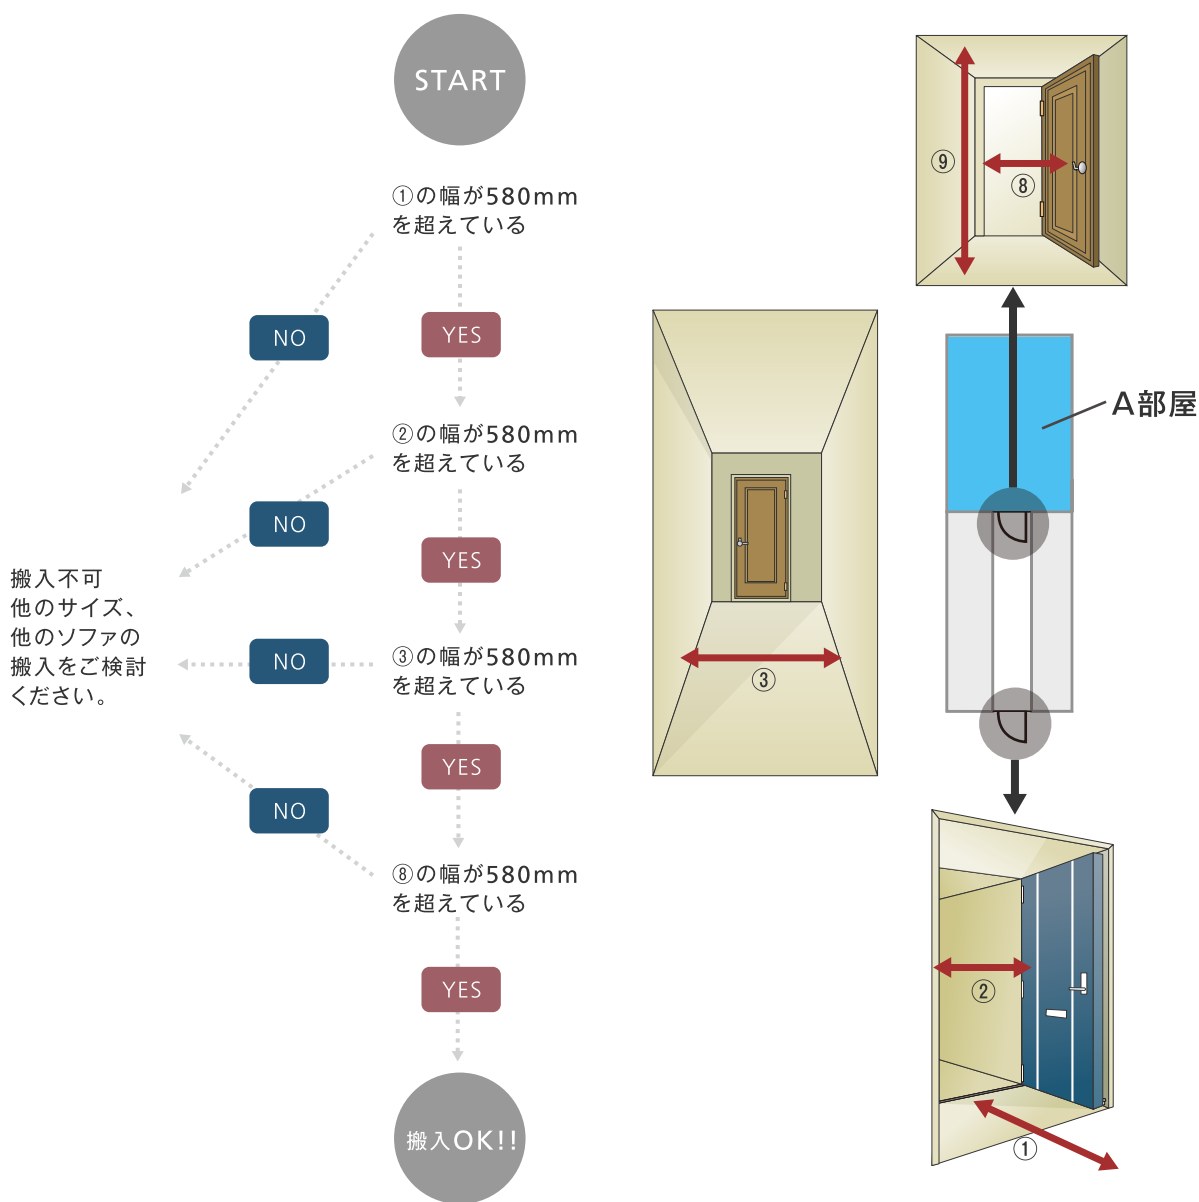 START
①の幅が580mm
を超えている
NO
YES
②の幅が580mm
を超えている
NO
YES
搬入不可
他のサイズ、
他のソファの
搬入をご検討
ください。
③の幅が580mm
を超えている
NO
YES
⑧の幅が580mm
を超えている
NO
YES
搬入OK!!
③
⑨
⑧
A部屋
②
①